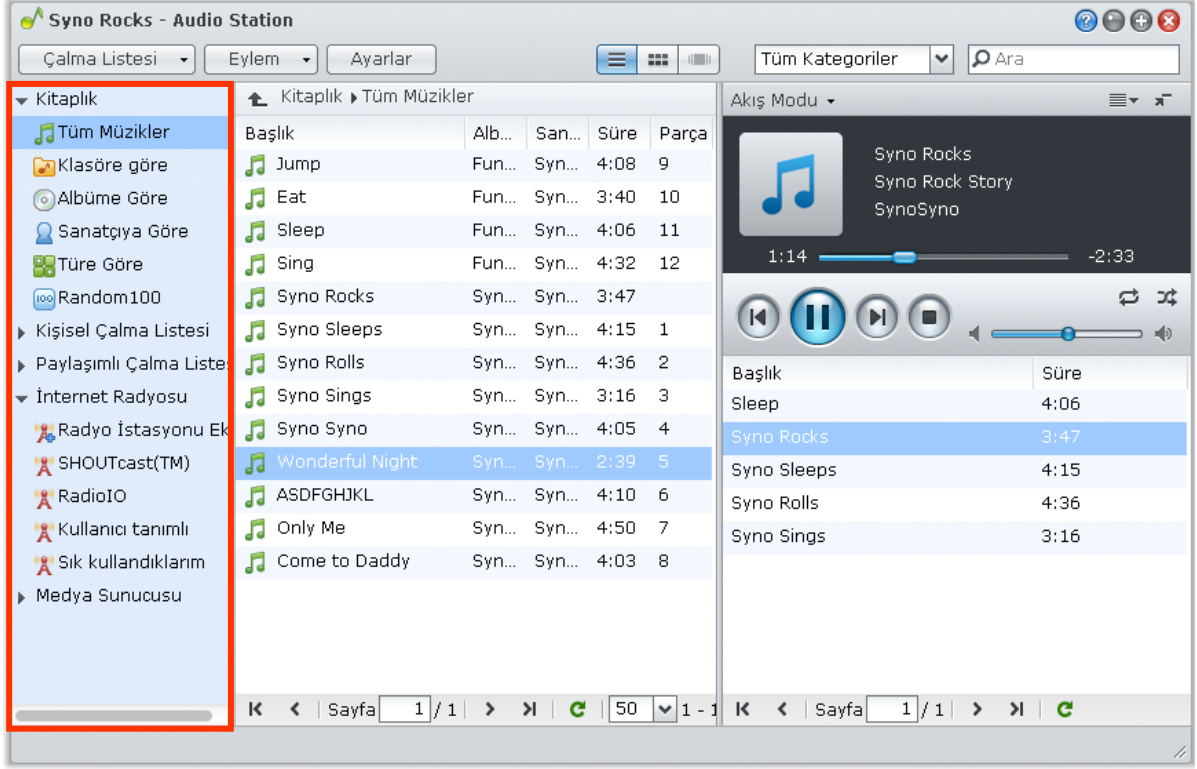 Syno Rocks - Audio Station
Çalma Listesi Eylem Ayarlar Tüm Kategoriler Ara
Kitaplık
Tüm Müzikler
Klasöre göre
Albüme Göre
Sanatçıya Göre
Türe Göre
100 Random100
Kişisel Çalma Listesi
Paylaşımlı Çalma Liste
İnternet Radyosu
Radyo İstasyonu Ek
SHOUTcast(TM)
RadioIO
Kullanıcı tanımlı
Sık kullandıklarım
Medya Sunucusu
Kitaplık Tüm Müzikler
Başlık Alb... San... Süre Parça
Jump Fun... Syn... 4:08 9
Eat Fun... Syn... 3:40 10
Sleep Fun... Syn... 4:06 11
Sing Fun... Syn... 4:32 12
Syno Rocks Syn... Syn... 3:47
Syno Sleeps Syn... Syn... 4:15 1
Syno Rolls Syn... Syn... 4:36 2
Syno Sings Syn... Syn... 3:16 3
Syno Syno Syn... Syn... 4:05 4
Wonderful Night Syn... Syn... 2:39 5
ASDFGHJKL Syn... Syn... 4:10 6
Only Me Syn... Syn... 4:50 7
Come to Daddy Syn... Syn... 4:03 8
Sayfa 1 / 1 50 1 - 1
Akış Modu
Syno Rocks
Syno Rock Story
SynoSyno
1:14 -2:33
Başlık Süre
Sleep 4:06
Syno Rocks 3:47
Syno Sleeps 4:15
Syno Rolls 4:36
Syno Sings 3:16
Sayfa 1 / 1